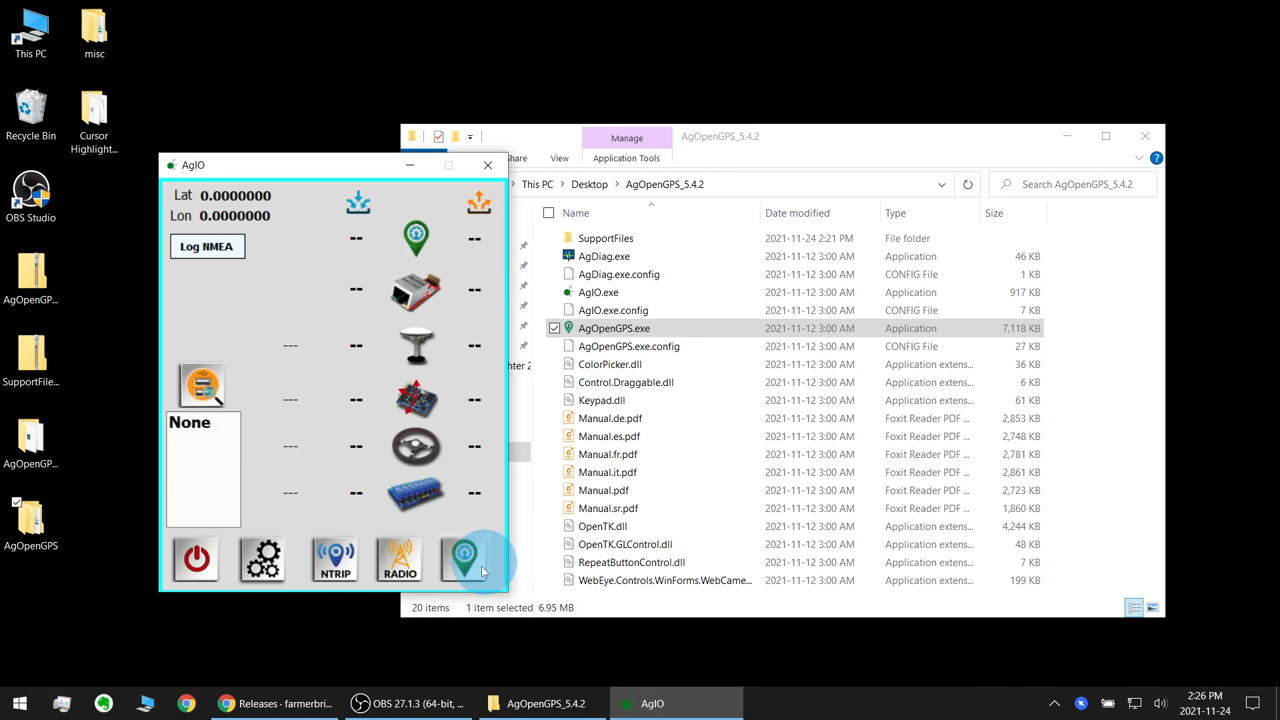 This PC
misc
Recycle Bin
Cursor
Highlight...
OBS Studio
AgOpenGP...
SupportFile...
AgOpenGP...
AgOpenGPS
AgIO
Lat 0.0000000
Lon 0.0000000
Log NMEA
-- --
-- --
--- -- --
--- -- --
--- -- --
--- -- --
None
NTRIP
RADIO
Manage
AgOpenGPS_5.4.2
Share
View
Application Tools
This PC > Desktop > AgOpenGPS_5.4.2
Search AgOpenGPS_5.4.2
Name Date modified Type Size
SupportFiles 2021-11-24 2:21 PM File folder
AgDiag.exe 2021-11-12 3:00 AM Application 46 KB
AgDiag.exe.config 2021-11-12 3:00 AM CONFIG File 1 KB
AgIO.exe 2021-11-12 3:00 AM Application 917 KB
AgIO.exe.config 2021-11-12 3:00 AM CONFIG File 7 KB
AgOpenGPS.exe 2021-11-12 3:00 AM Application 7,118 KB
AgOpenGPS.exe.config 2021-11-12 3:00 AM CONFIG File 27 KB
ColorPicker.dll 2021-11-12 3:00 AM Application extens... 36 KB
Control.Draggable.dll 2021-11-12 3:00 AM Application extens... 6 KB
Keypad.dll 2021-11-12 3:00 AM Application extens... 61 KB
Manual.de.pdf 2021-11-12 3:00 AM Foxit Reader PDF ... 2,853 KB
Manual.es.pdf 2021-11-12 3:00 AM Foxit Reader PDF ... 2,748 KB
Manual.fr.pdf 2021-11-12 3:00 AM Foxit Reader PDF ... 2,781 KB
Manual.it.pdf 2021-11-12 3:00 AM Foxit Reader PDF ... 2,861 KB
Manual.pdf 2021-11-12 3:00 AM Foxit Reader PDF ... 2,723 KB
Manual.sr.pdf 2021-11-12 3:00 AM Foxit Reader PDF ... 1,860 KB
OpenTK.dll 2021-11-12 3:00 AM Application extens... 4,244 KB
OpenTK.GLControl.dll 2021-11-12 3:00 AM Application extens... 48 KB
RepeatButtonControl.dll 2021-11-12 3:00 AM Application extens... 7 KB
WebEye.Controls.WinForms.WebCame... 2021-11-12 3:00 AM Application extens... 199 KB
hter 2
20 items 1 item selected 6.95 MB
Releases · farmerbri...
OBS 27.1.3 (64-bit, ...
AgOpenGPS_5.4.2
AgIO
2:26 PM
2021-11-24